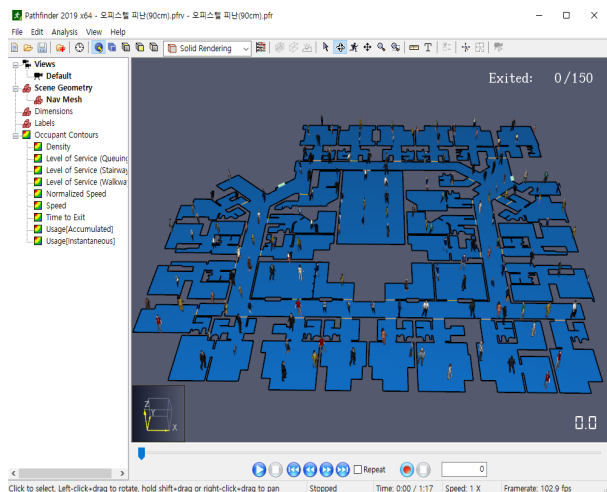 Pathfinder 2019 x64 - 오피스텔 피난(90cm).pfrv - 오피스텔 피난(90cm).pfr
File Edit Analysis View Help
Solid Rendering
Views
Default
Scene Geometry
Nav Mesh
Dimensions
Labels
Occupant Contours
Density
Level of Service (Queuing
Level of Service (Stairway
Level of Service (Walkwa
Normalized Speed
Speed
Time to Exit
Usage[Accumulated]
Usage[Instantaneous]
Exited: 0/150
Z
Y
X
0.0
Repeat
0
Click to select, Left-click+drag to rotate, hold shift+drag or right-click+drag to pan Stopped Time: 0:00 / 1:17 Speed: 1 X Framerate: 102.9 fps